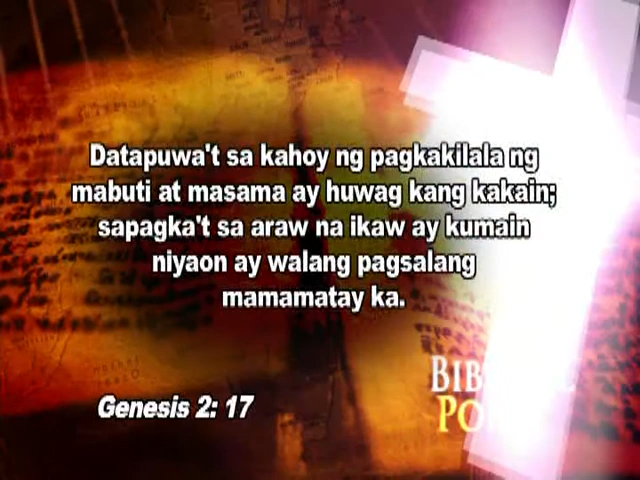 Datapuwa't sa kahoy ng pagkakilala ng
mabuti at masama ay huwag kang kakain;
sapagka't sa araw na ikaw ay kumain
niyaon ay walang pagsalang
mamamatay ka.
Genesis 2: 17